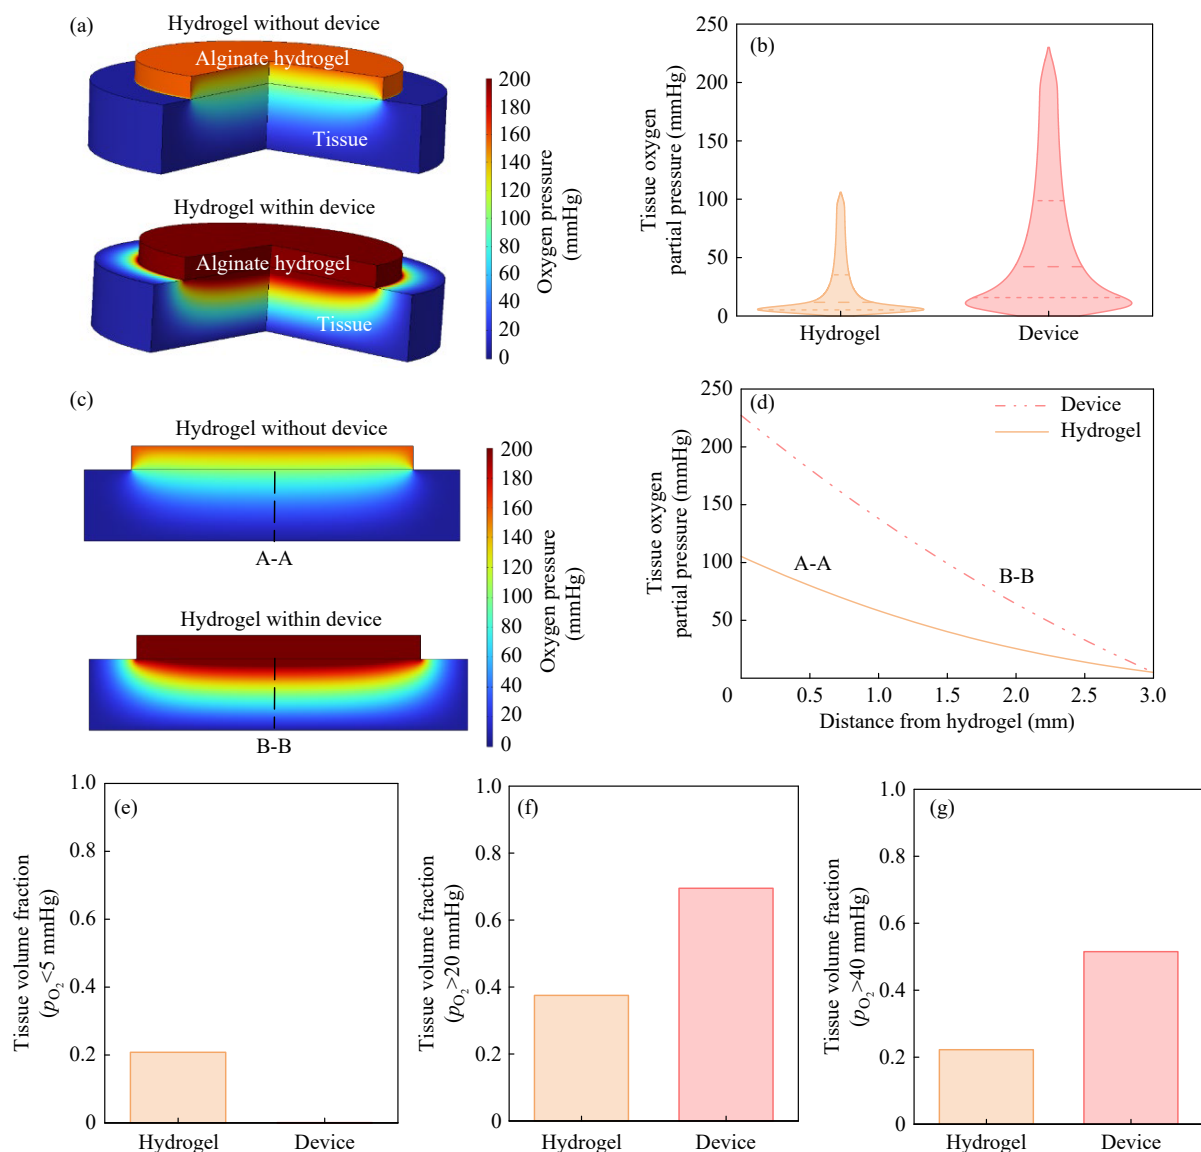 (a)
Hydrogel without device
Alginate hydrogel
Tissue
Hydrogel within device
Alginate hydrogel
Tissue
200
180
160
140
120
100
80
60
40
20
0
Oxygen pressure
(mmHg)
(b)
Tissue oxygen
partial pressure (mmHg)
250
200
150
100
50
0
Hydrogel
Device
(c)
Hydrogel without device
A-A
Hydrogel within device
B-B
200
180
160
140
120
100
80
60
40
20
0
Oxygen pressure
(mmHg)
(d)
Tissue oxygen
partial pressure (mmHg)
250
200
150
100
50
Device
Hydrogel
A-A
B-B
0
0.5
1.0
1.5
2.0
2.5
3.0
Distance from hydrogel (mm)
(e)
Tissue volume fraction
(pO2<5 mmHg)
1.0
0.8
0.6
0.4
0.2
0
Hydrogel
Device
(f)
Tissue volume fraction
(pO2>20 mmHg)
1.0
0.8
0.6
0.4
0.2
0
Hydrogel
Device
(g)
Tissue volume fraction
(pO2>40 mmHg)
1.0
0.8
0.6
0.4
0.2
0
Hydrogel
Device